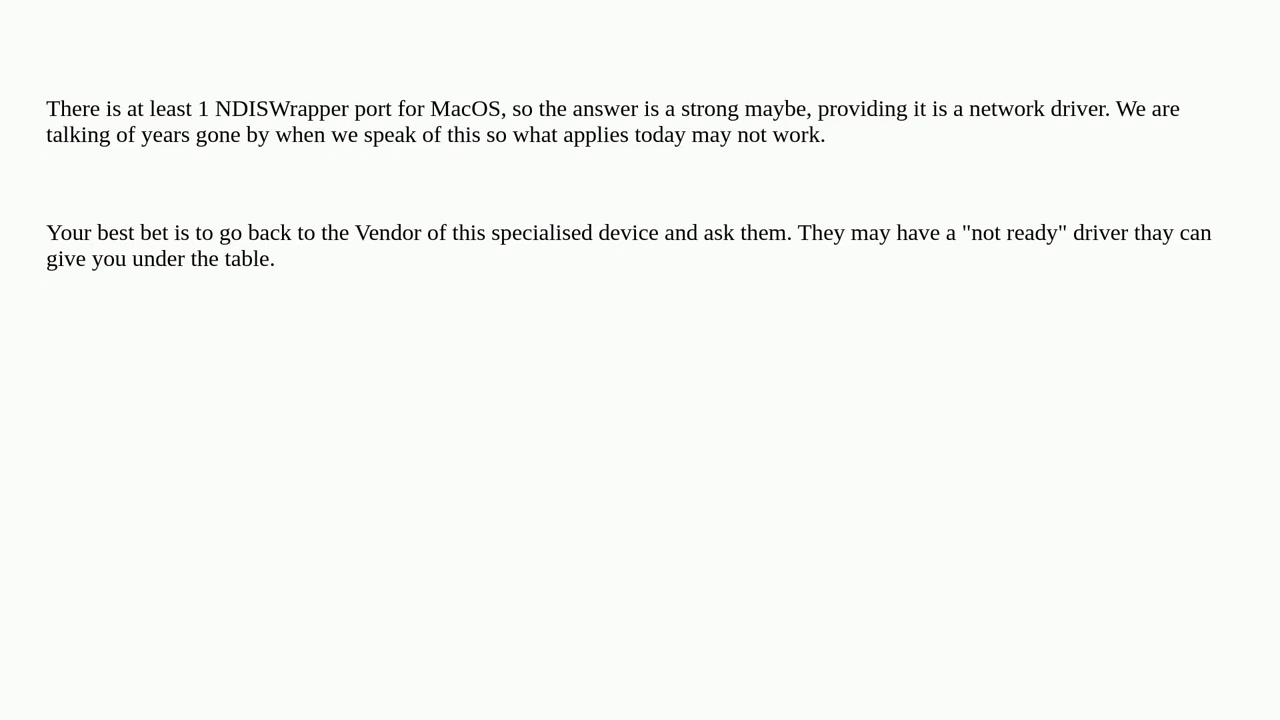 There is at least 1 NDISWrapper port for MacOS, so the answer is a strong maybe, providing it is a network driver. We are
talking of years gone by when we speak of this so what applies today may not work.
Your best bet is to go back to the Vendor of this specialised device and ask them. They may have a "not ready" driver thay can
give you under the table.